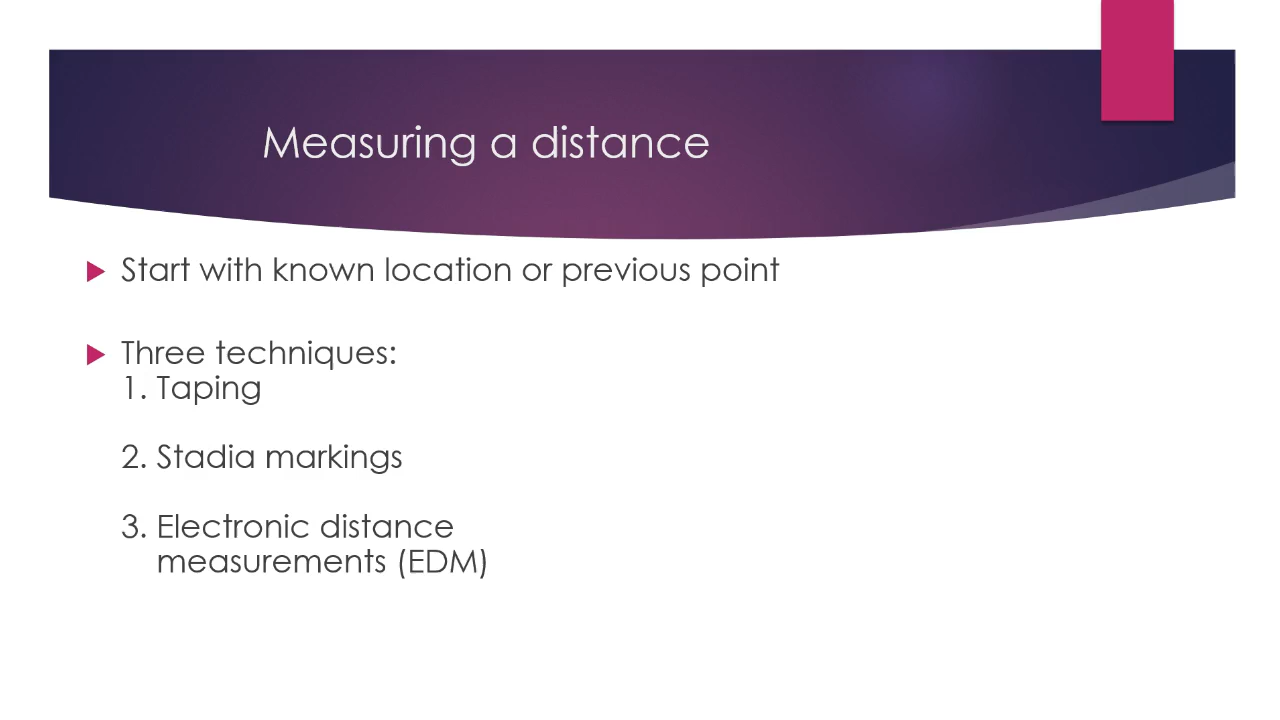 Measuring a distance
Start with known location or previous point
Three techniques:
1. Taping
2. Stadia markings
3. Electronic distance
measurements (EDM)